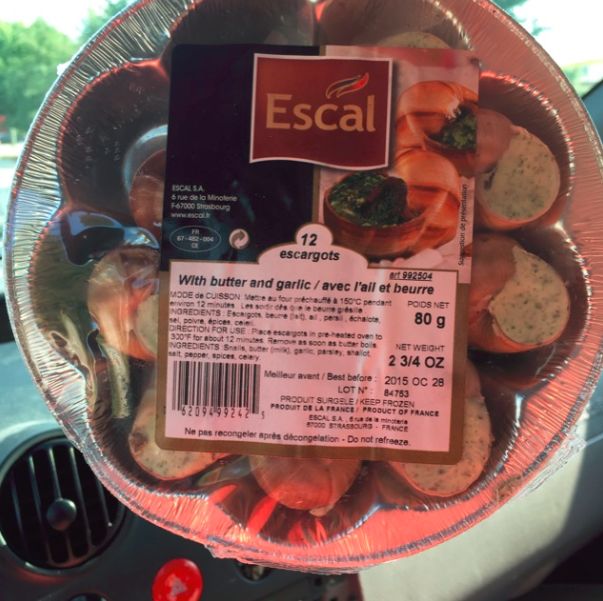 Escal
ESCAL S.A.
6 rue de la Minoterie
F-67000 Strasbourg
www.escal.fr
FR
67-482-004
CE
Suggestion de présentation
12
escargots
art 992504
With butter and garlic / avec l'ail et beurre
MODE de CUISSON: Mettre au four préchauffé à 150°C pendant
environ 12 minutes. Les sortir dès que le beurre grésille
INGREDIENTS : Escargots, beurre (lait), ail, persil, échalote,
sel, poivre, épices, celeri.
DIRECTION FOR USE : Place escargots in pre-heated oven to
300°F for about 12 minutes. Remove as soon as butter boils.
INGREDIENTS: Snails, butter (milk), garlic, parsley, shallot,
salt, pepper, spices, celery.
POIDS NET
80 g
NET WEIGHT
2 3/4 OZ
Meilleur avant / Best before : 2015 OC 28
LOT N° : 84763
PRODUIT SURGELE / KEEP FROZEN
PRODUIT DE LA FRANCE / PRODUCT OF FRANCE
ESCAL S.A., 6 rue de la minoterie
67000 STRASBOURG - FRANCE
62094 99242 5
Ne pas recongeler après décongelation - Do not refreeze.